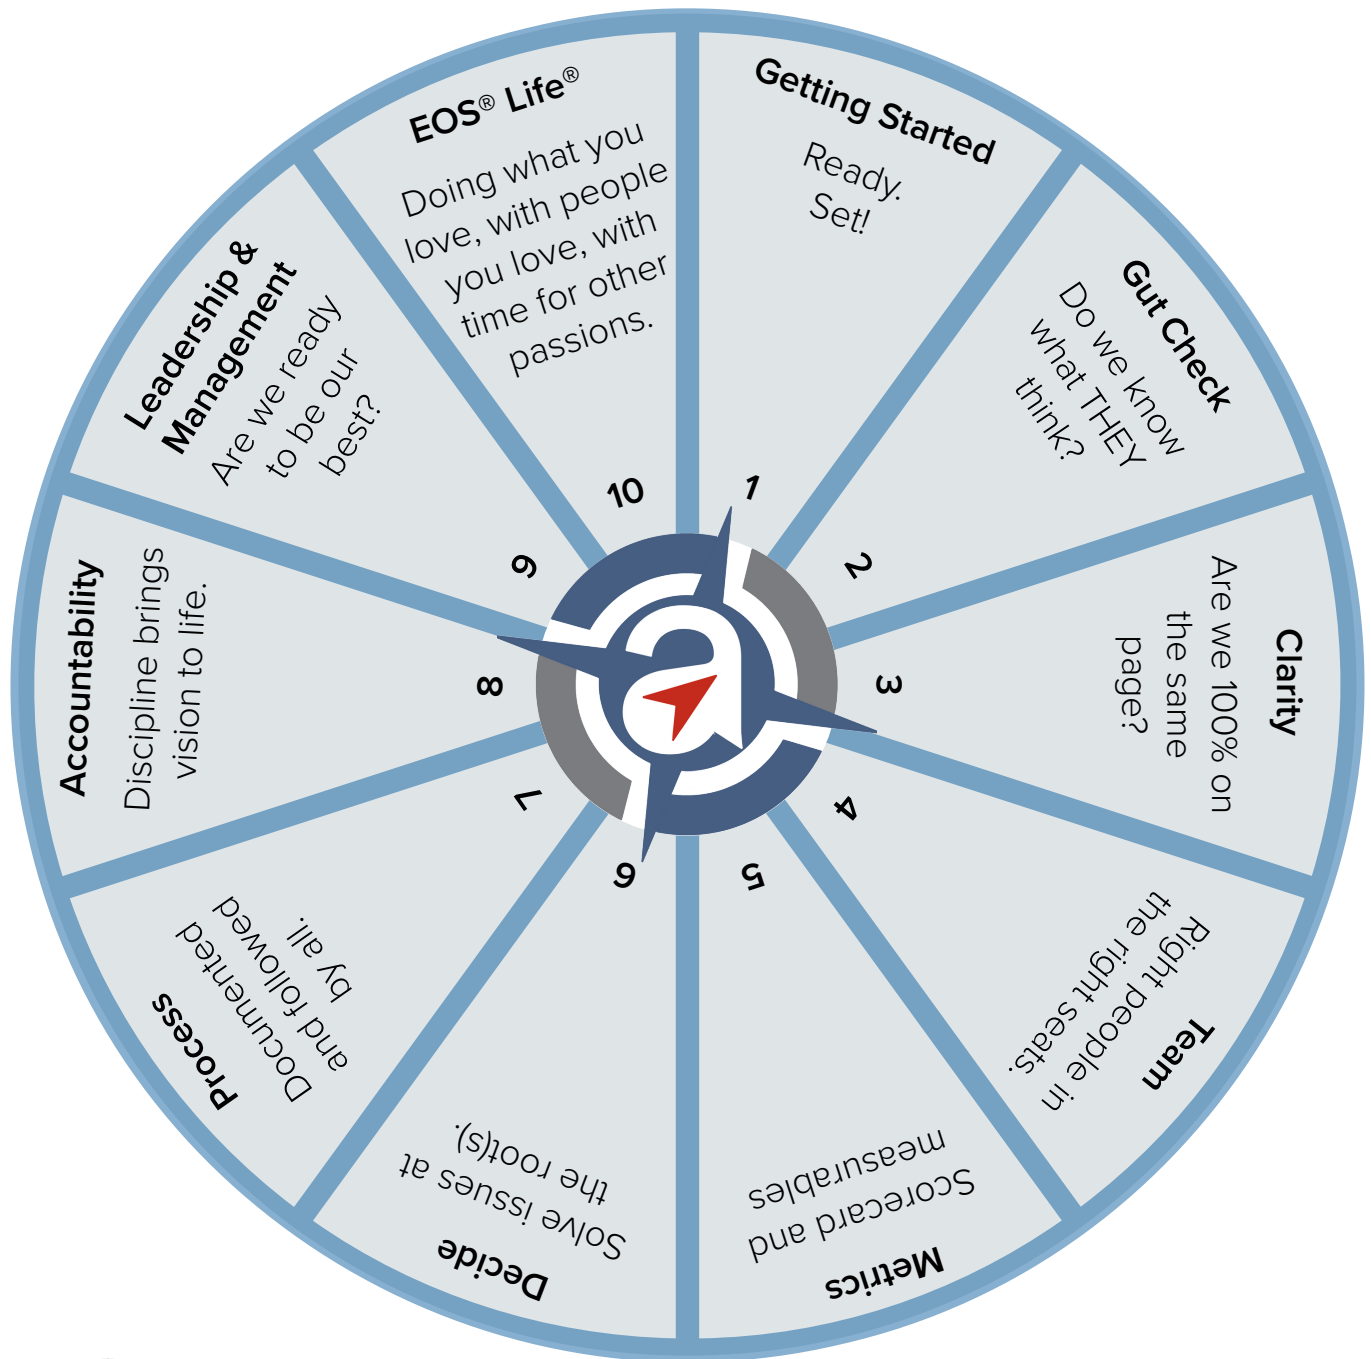 Getting Started
Ready.
Set!
1
Gut Check
Do we know
what THEY
think?
2
Clarity
Are we 100% on
the same
page?
3
Team
Right people in
the right seats.
4
Metrics
Scorecard and
measurables
5
Decide
Solve issues at
the root(s).
6
Process
Documented
and followed
by all.
7
Accountability
Discipline brings
vision to life.
8
Leadership &
Management
Are we ready
to be our
best?
9
EOS® Life®
Doing what you
love, with people
you love, with
time for other
passions.
10
a